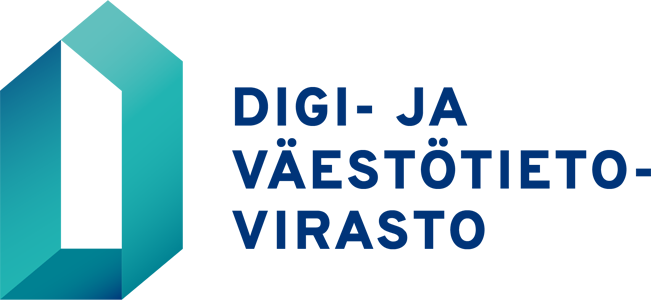 DIGI- JA
VÄESTÖTIETO-
VIRASTO